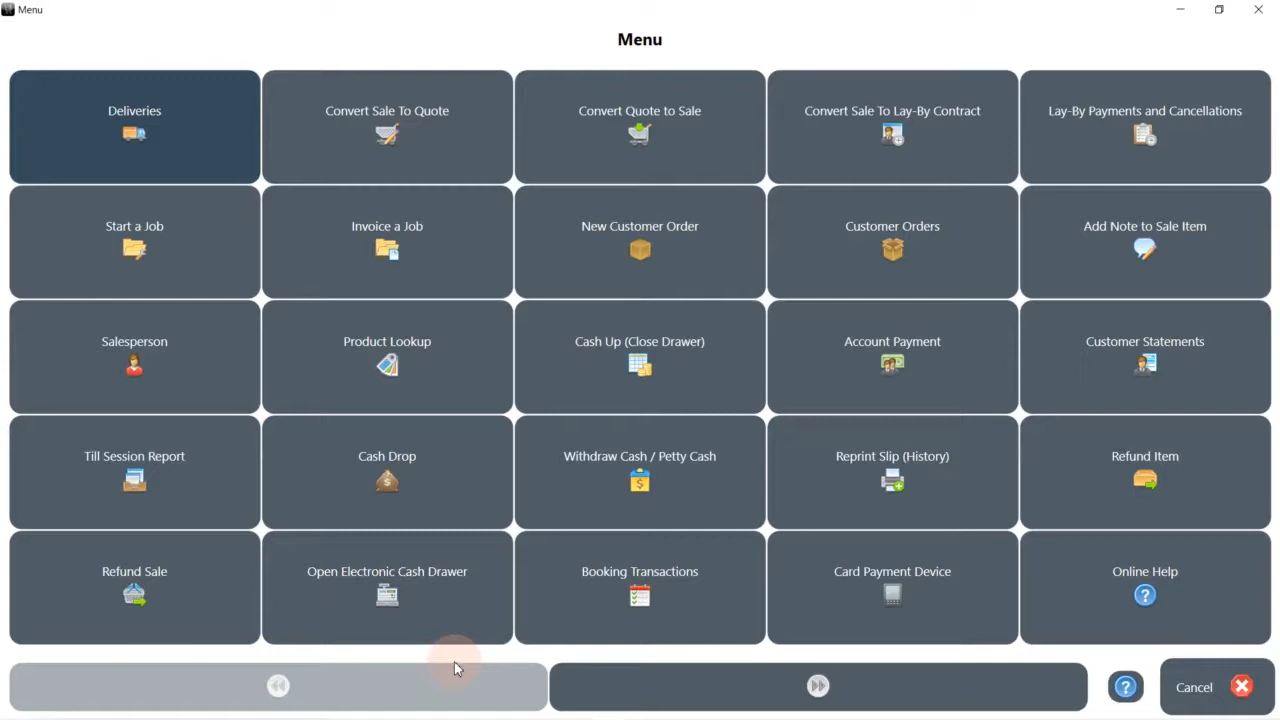 Menu
Menu
Deliveries
Convert Sale To Quote
Convert Quote to Sale
Convert Sale To Lay-By Contract
Lay-By Payments and Cancellations
Start a Job
Invoice a Job
New Customer Order
Customer Orders
Add Note to Sale Item
Salesperson
Product Lookup
Cash Up (Close Drawer)
Account Payment
Customer Statements
Till Session Report
Cash Drop
Withdraw Cash / Petty Cash
Reprint Slip (History)
Refund Item
Refund Sale
Open Electronic Cash Drawer
Booking Transactions
Card Payment Device
Online Help
Cancel